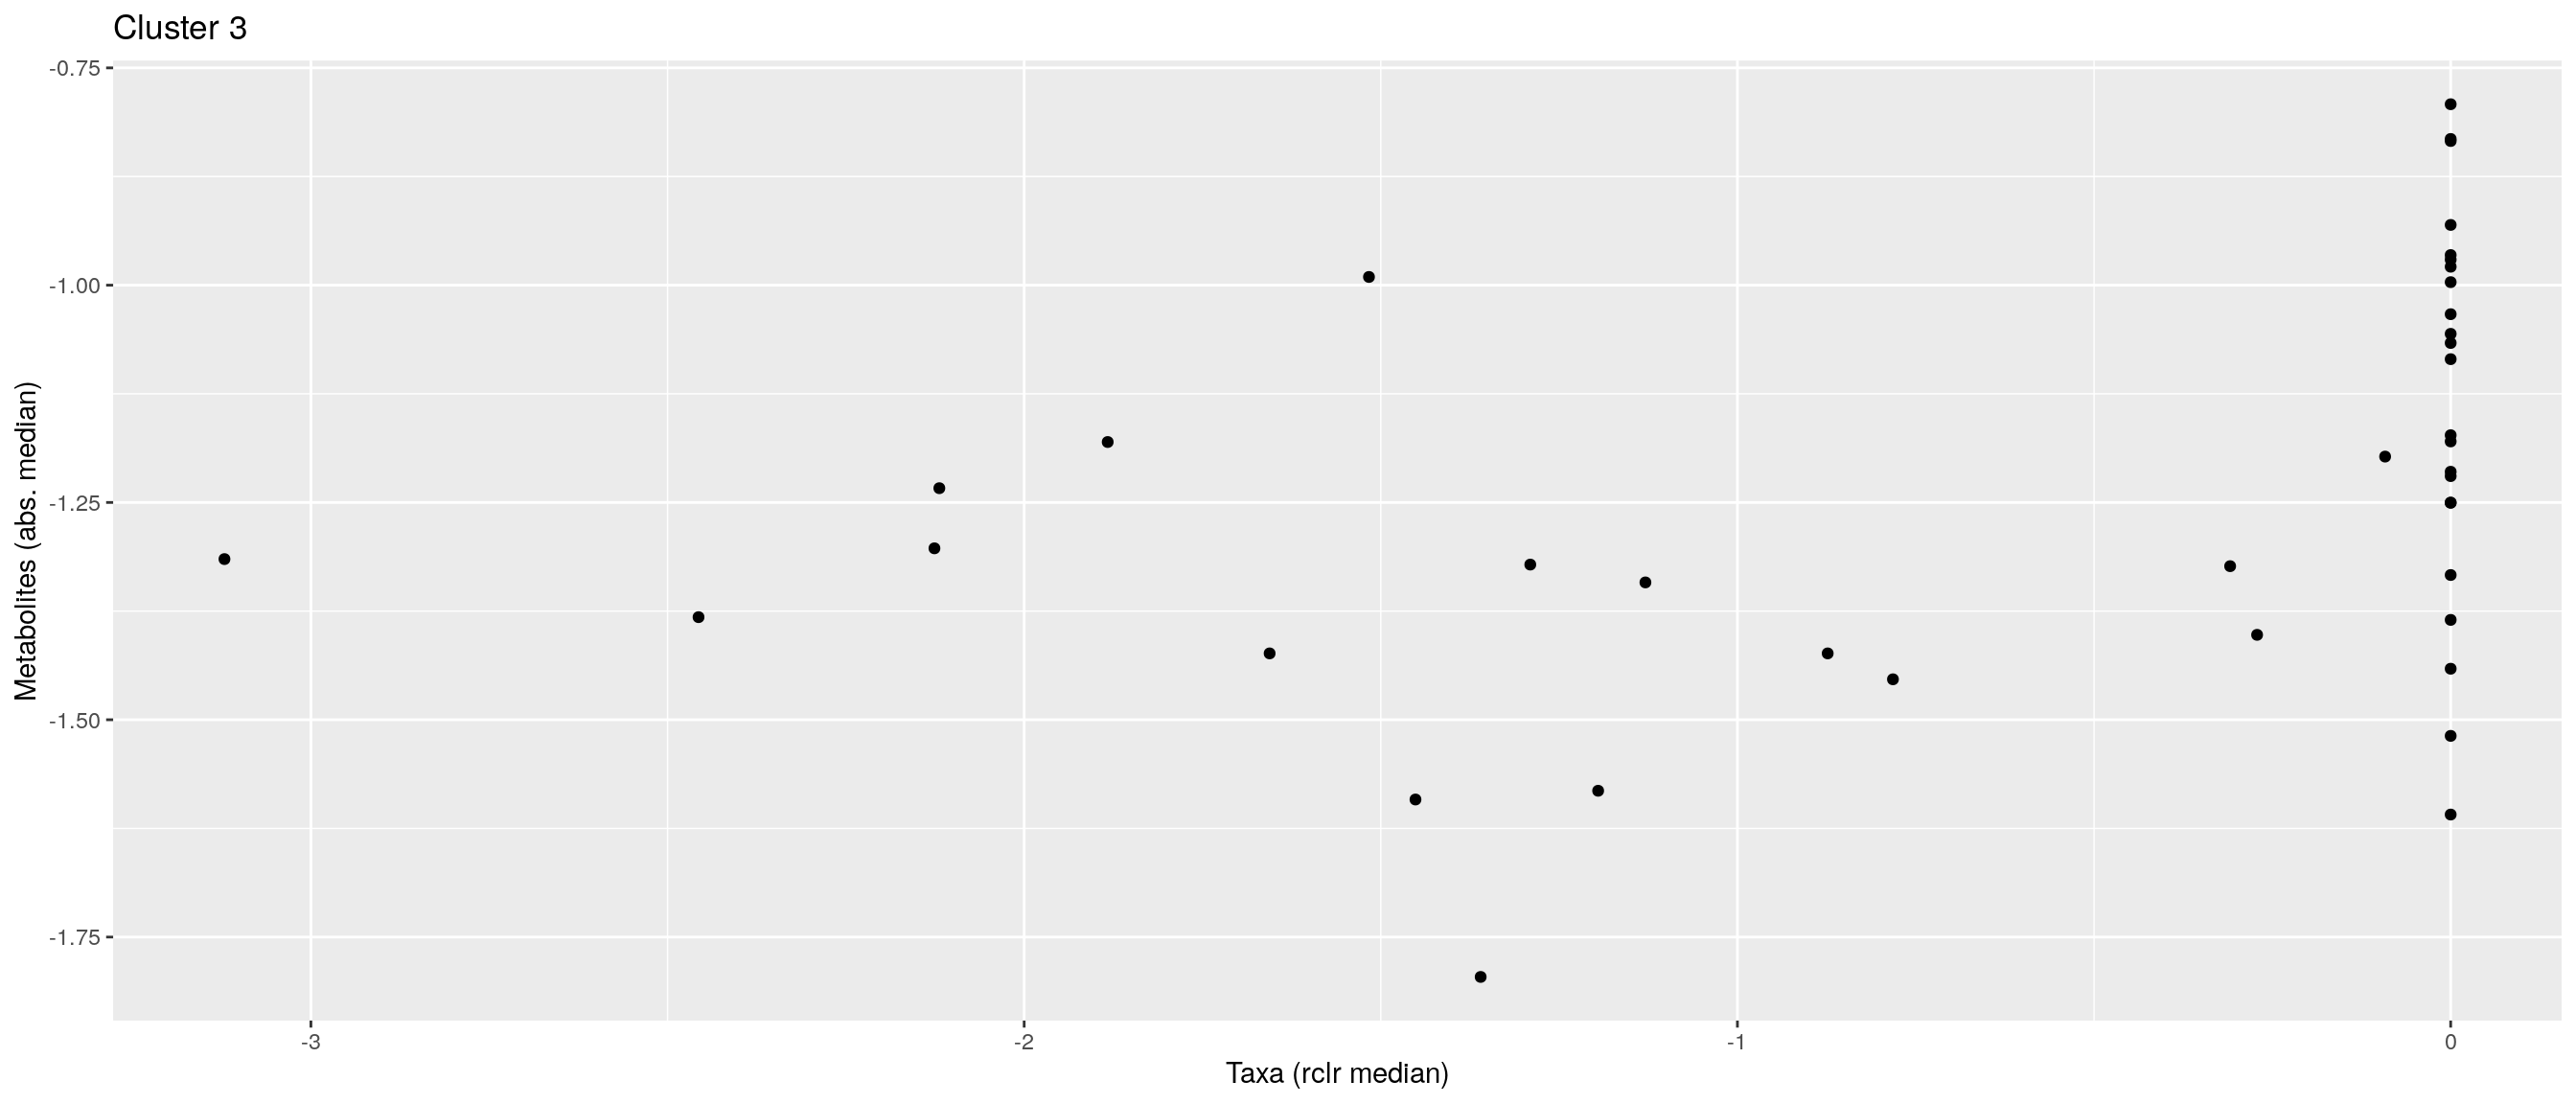 Cluster 3
-0.75
-1.00
-1.25
-1.50
-1.75
Metabolites (abs. median)
-3 -2 -1 0
Taxa (rclr median)